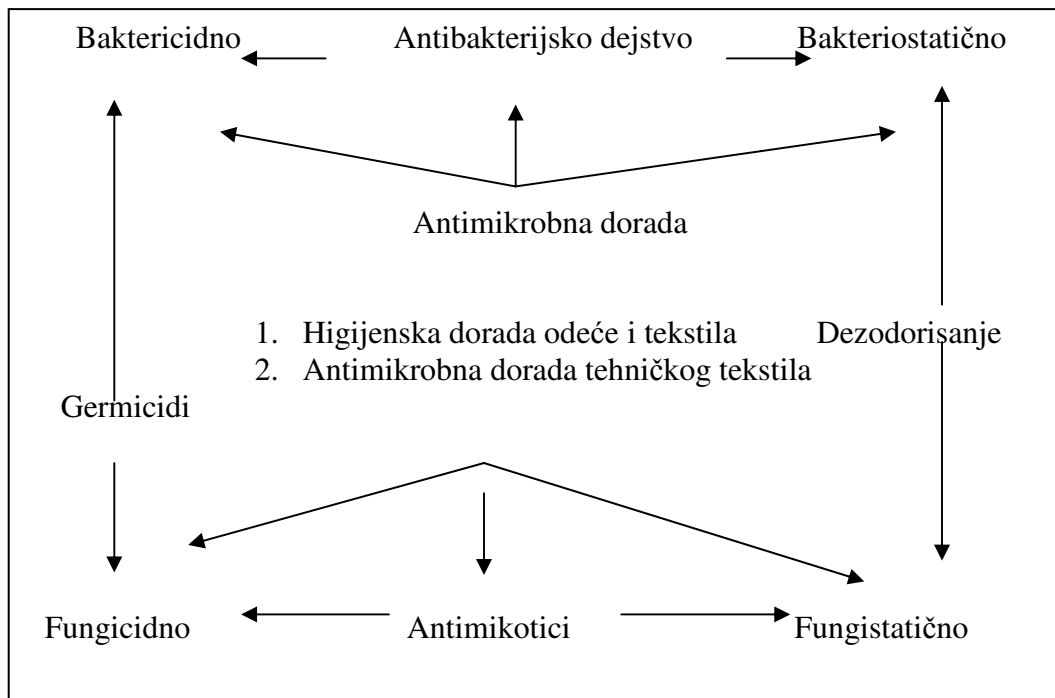 Baktericidno Antibakterijsko dejstvo Bakteriostatično
Antimikrobna dorada
1. Higijenska dorada odeće i tekstila Dezodorisanje
2. Antimikrobna dorada tehničkog tekstila
Germicidi
Fungicidno Antimikotici Fungistatično